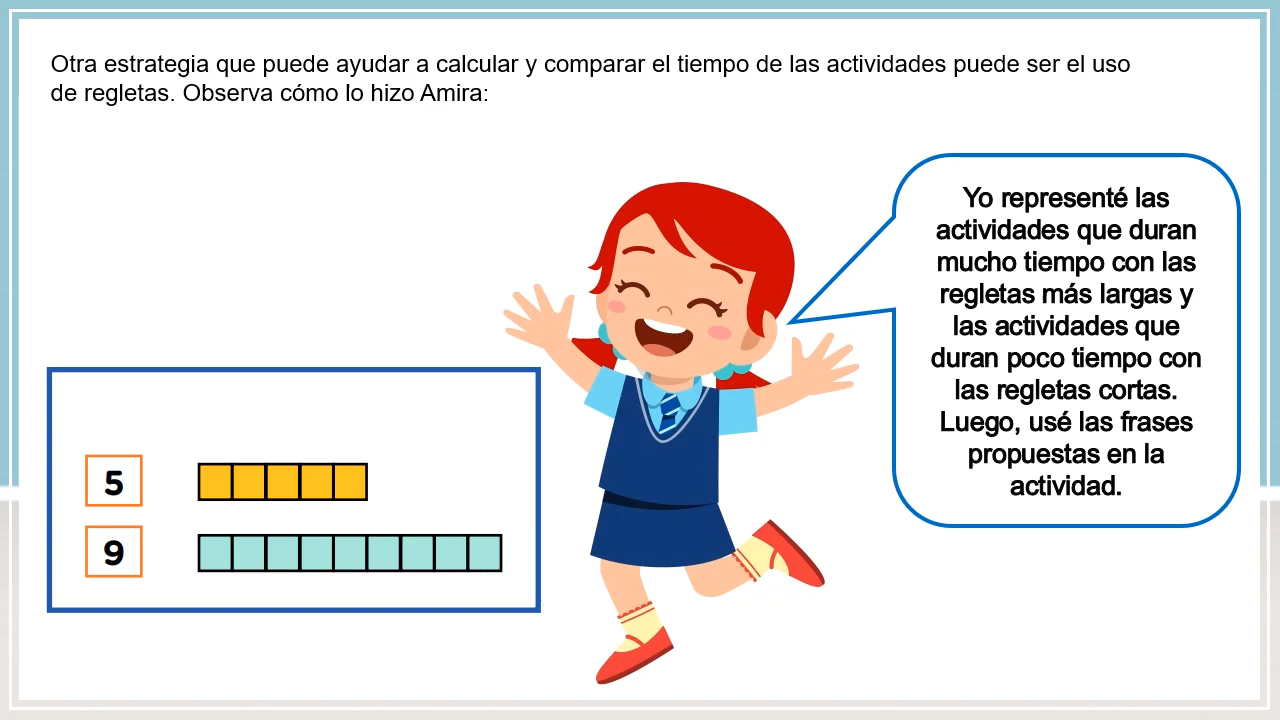 Otra estrategia que puede ayudar a calcular y comparar el tiempo de las actividades puede ser el uso
de regletas. Observa cómo lo hizo Amira:
Yo representé las
actividades que duran
mucho tiempo con las
regletas más largas y
las actividades que
duran poco tiempo con
las regletas cortas.
Luego, usé las frases
propuestas en la
actividad.
5
9